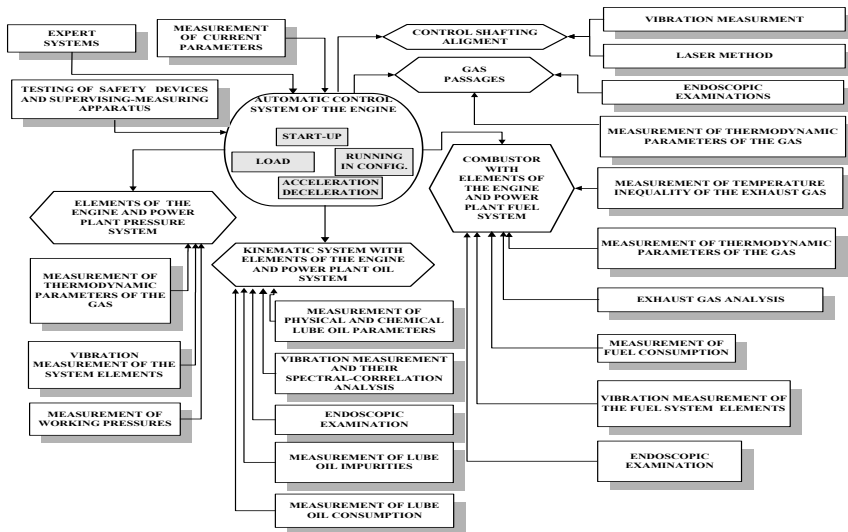 EXPERT
SYSTEMS
MEASUREMENT
OF CURRENT
PARAMETERS
CONTROL SHAFTING
ALIGMENT
VIBRATION MEASURMENT
LASER METHOD
GAS
PASSAGES
ENDOSCOPIC
EXAMINATIONS
TESTING OF SAFETY DEVICES
AND SUPERVISING-MEASURING
APPARATUS
AUTOMATIC CONTROL
SYSTEM OF THE ENGINE
START-UP
LOAD
RUNNING
IN CONFIG.
ACCELERATION
DECELERATION
MEASUREMENT OF THERMODYNAMIC
PARAMETERS OF THE GAS
COMBUSTOR WITH
ELEMENTS OF
THE ENGINE
AND POWER
PLANT FUEL
SYSTEM
MEASUREMENT OF TEMPERATURE
INEQUALITY OF THE EXHAUST GAS
ELEMENTS OF THE
ENGINE AND POWER
PLANT PRESSURE
SYSTEM
KINEMATIC SYSTEM WITH
ELEMENTS OF THE ENGINE
AND POWER PLANT OIL
SYSTEM
MEASUREMENT OF THERMODYNAMIC
PARAMETERS OF THE GAS
MEASUREMENT OF
THERMODYNAMIC
PARAMETERS OF THE
GAS
EXHAUST GAS ANALYSIS
MEASUREMENT OF
PHYSICAL AND CHEMICAL
LUBE OIL PARAMETERS
MEASUREMENT OF
FUEL CONSUMPTION
VIBRATION
MEASUREMENT OF THE
SYSTEM ELEMENTS
VIBRATION MEASUREMENT
AND THEIR
SPECTRAL-CORRELATION
ANALYSIS
VIBRATION MEASUREMENT OF
THE FUEL SYSTEM ELEMENTS
MEASUREMENT OF
WORKING PRESSURES
ENDOSCOPIC
EXAMINATION
MEASUREMENT OF LUBE
OIL IMPURITIES
ENDOSCOPIC
EXAMINATION
MEASUREMENT OF LUBE
OIL CONSUMPTION